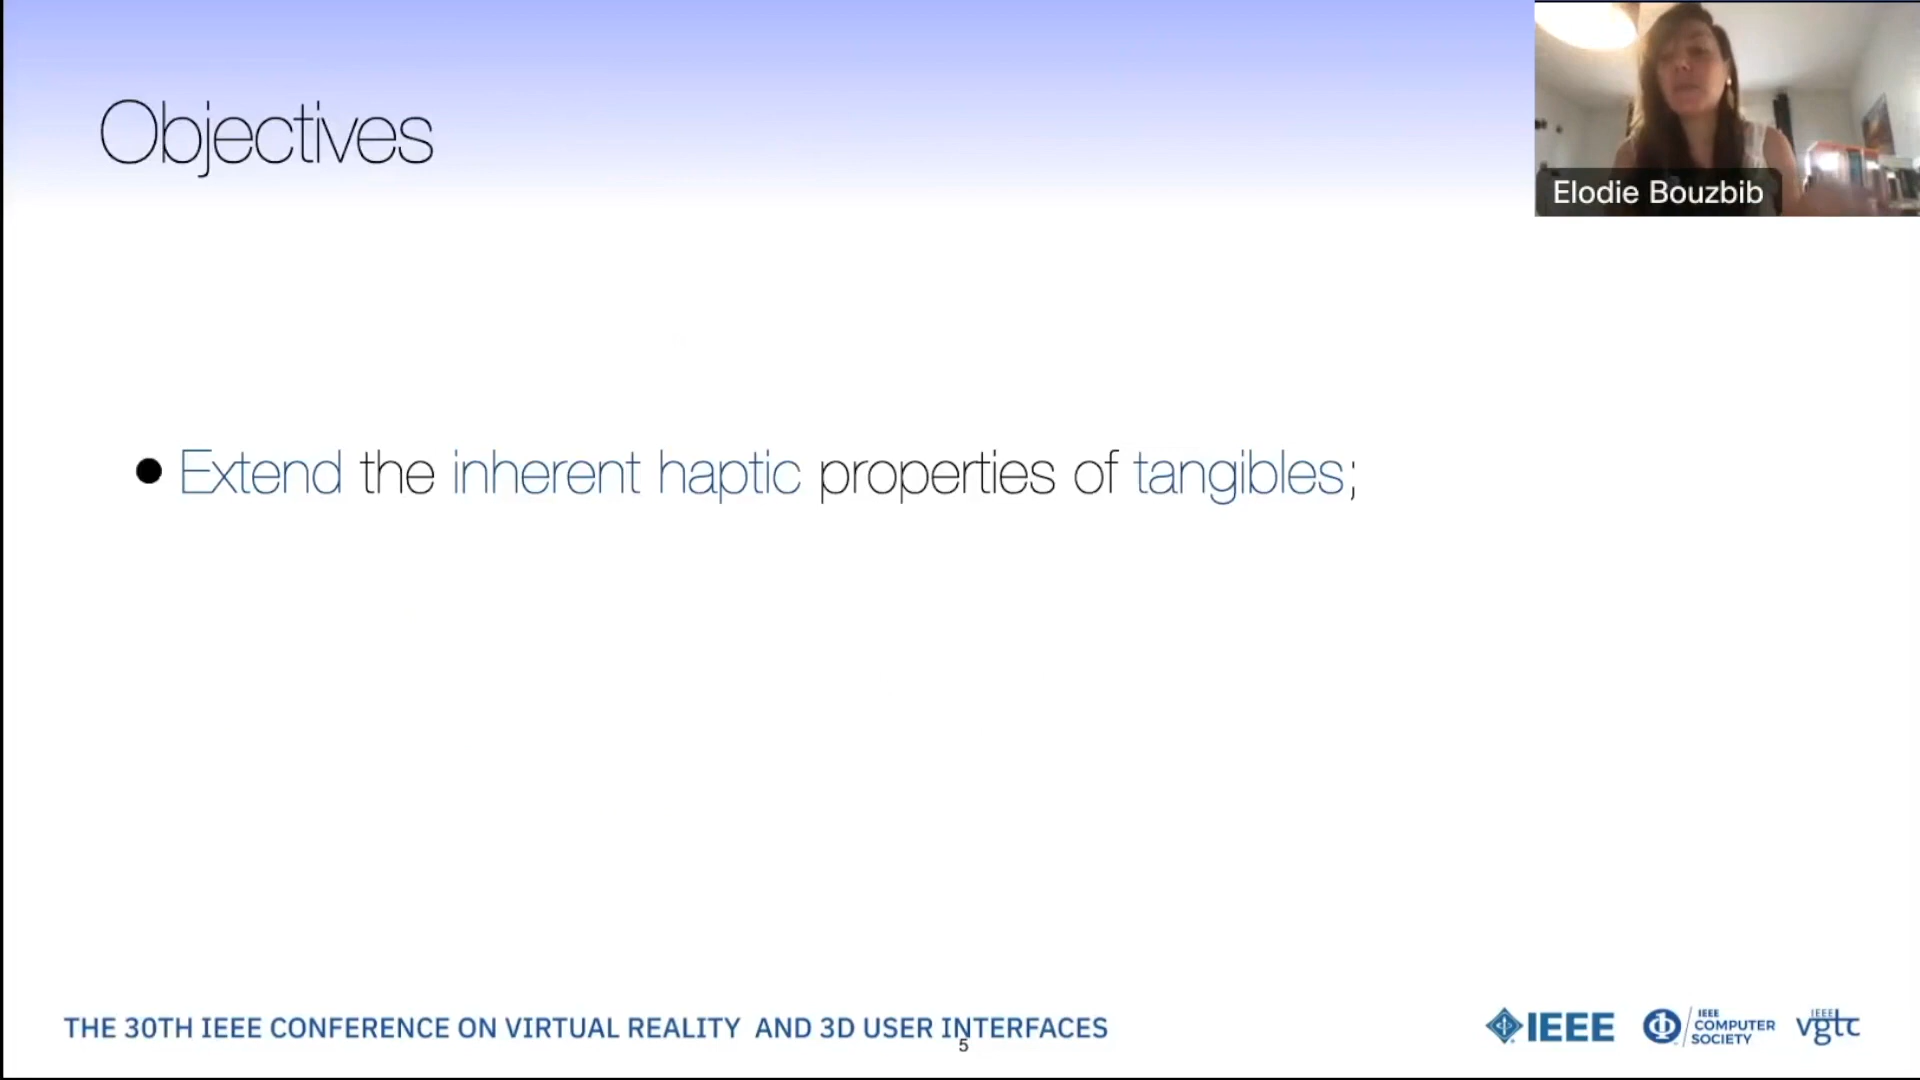 Objectives
Elodie Bouzbib
● Extend the inherent haptic properties of tangibles;
THE 30TH IEEE CONFERENCE ON VIRTUAL REALITY AND 3D USER INTERFACES
5
IEEE
IEEE
COMPUTER
SOCIETY
IEEE
vgtc